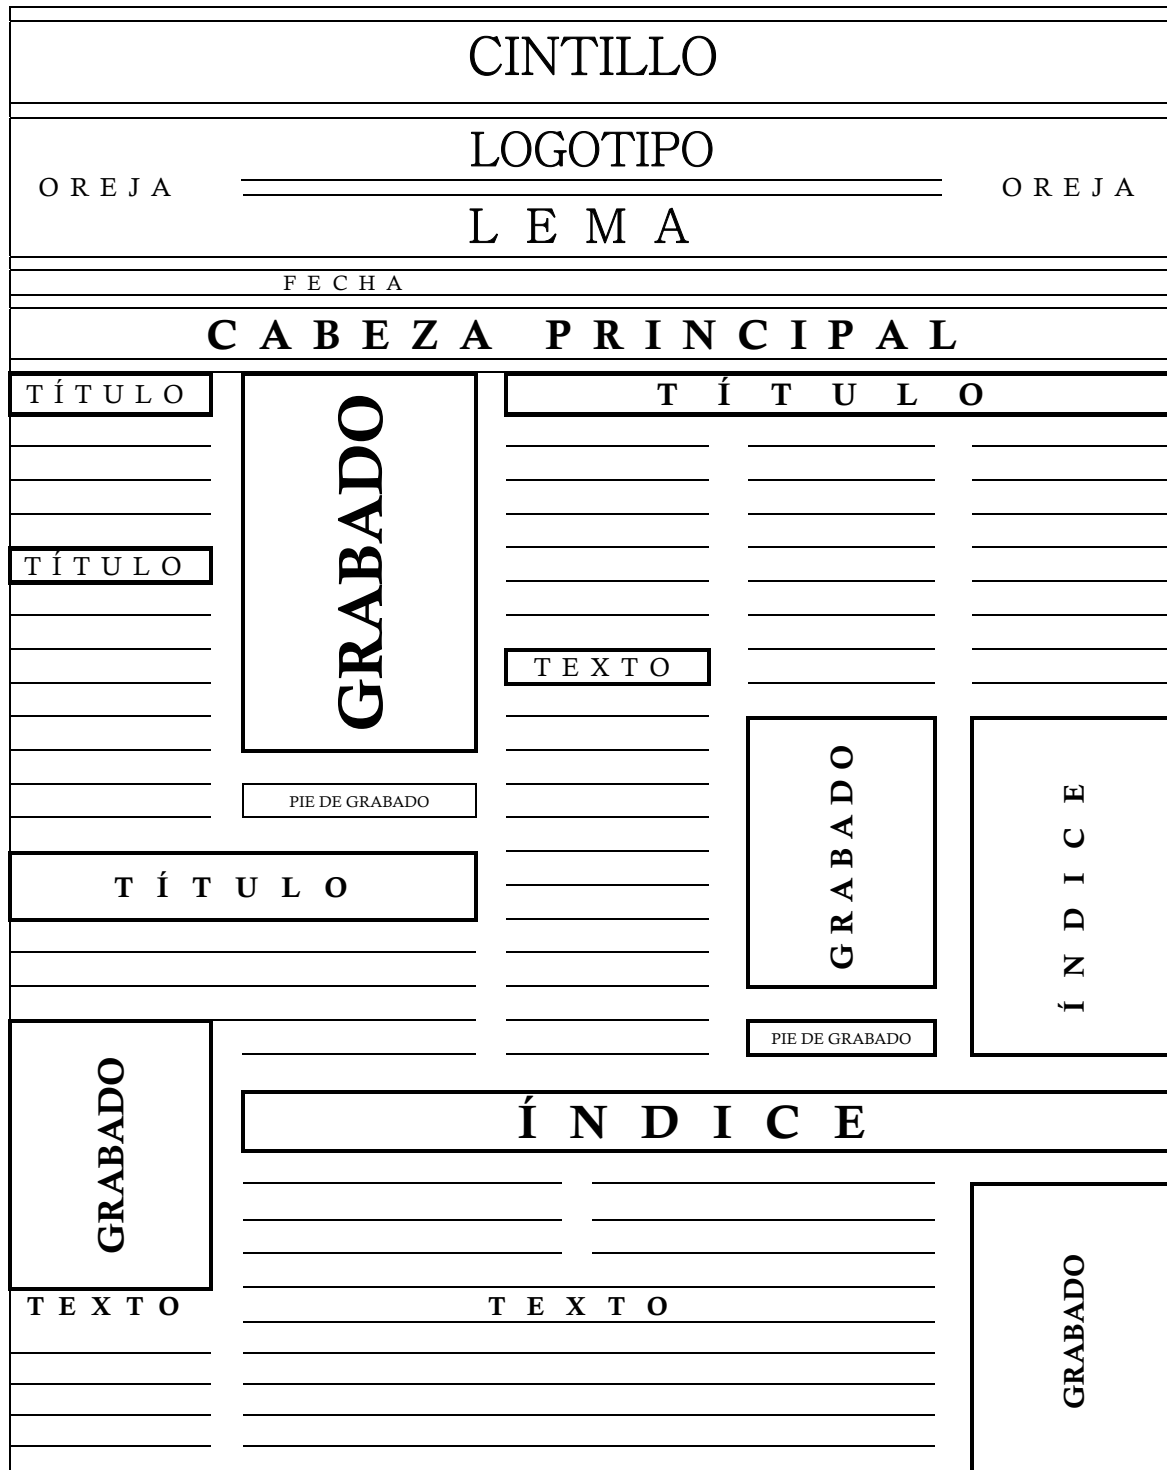 CINTILLO
LOGOTIPO
OREJA
OREJA
LEMA
FECHA
CABEZA PRINCIPAL
TÍTULO
GRABADO
TÍTULO
TÍTULO
TEXTO
PIE DE GRABADO
GRABADO
ÍNDICE
TÍTULO
PIE DE GRABADO
GRABADO
ÍNDICE
TEXTO
TEXTO
GRABADO